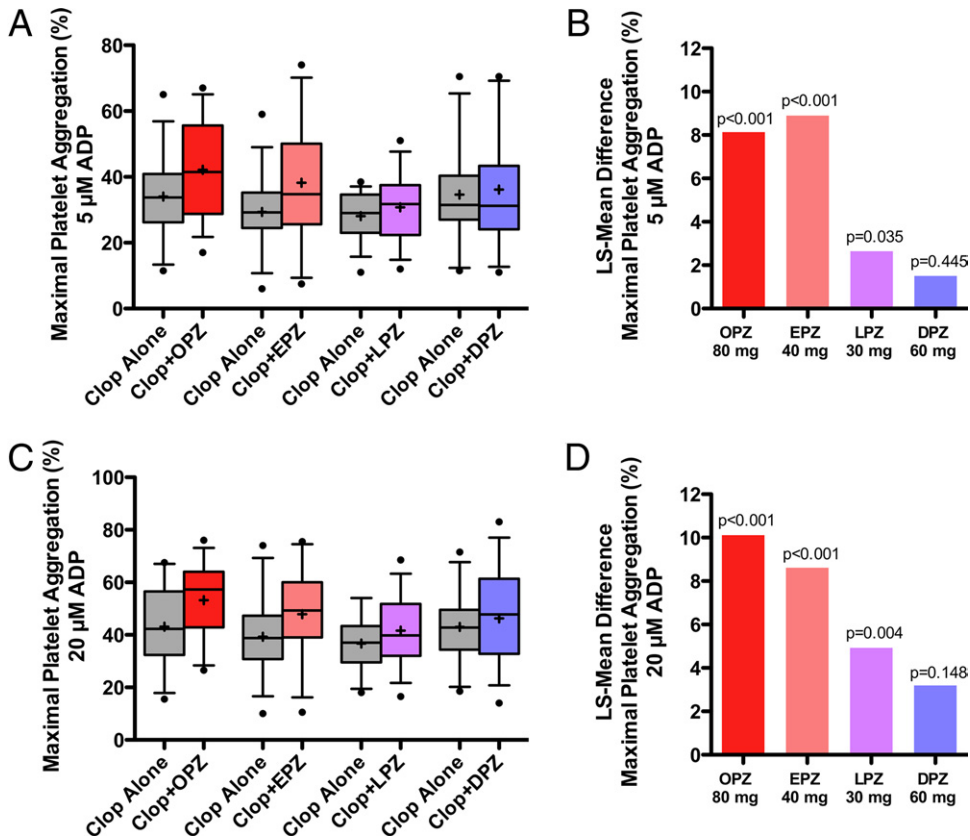 A
Maximal Platelet Aggregation (%)
5 µM ADP
80
60
40
20
0
Clop Alone
Clop+OPZ
Clop Alone
Clop+EPZ
Clop Alone
Clop+LPZ
Clop Alone
Clop+DPZ
B
LS-Mean Difference
Maximal Platelet Aggregation (%)
5 µM ADP
12
10
8
6
4
2
0
p<0.001
p<0.001
p=0.035
p=0.445
OPZ EPZ LPZ DPZ
80 mg 40 mg 30 mg 60 mg
C
Maximal Platelet Aggregation (%)
20 µM ADP
100
80
60
40
20
0
Clop Alone
Clop+OPZ
Clop Alone
Clop+EPZ
Clop Alone
Clop+LPZ
Clop Alone
Clop+DPZ
D
LS-Mean Difference
Maximal Platelet Aggregation (%)
20 µM ADP
12
10
8
6
4
2
0
p<0.001
p<0.001
p=0.004
p=0.148
OPZ EPZ LPZ DPZ
80 mg 40 mg 30 mg 60 mg